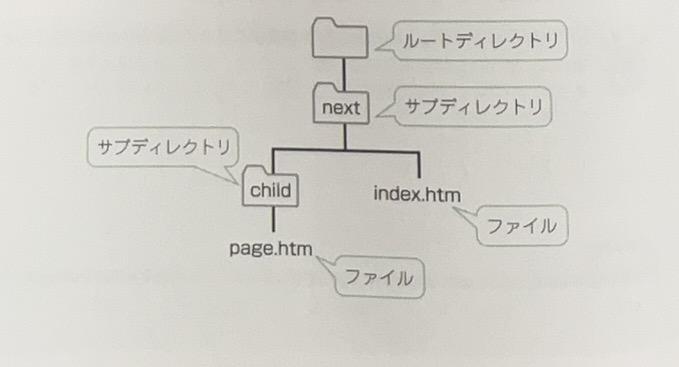 ルートディレクトリ
next
サブディレクトリ
サブディレクトリ
child
index.htm
ファイル
page.htm
ファイル